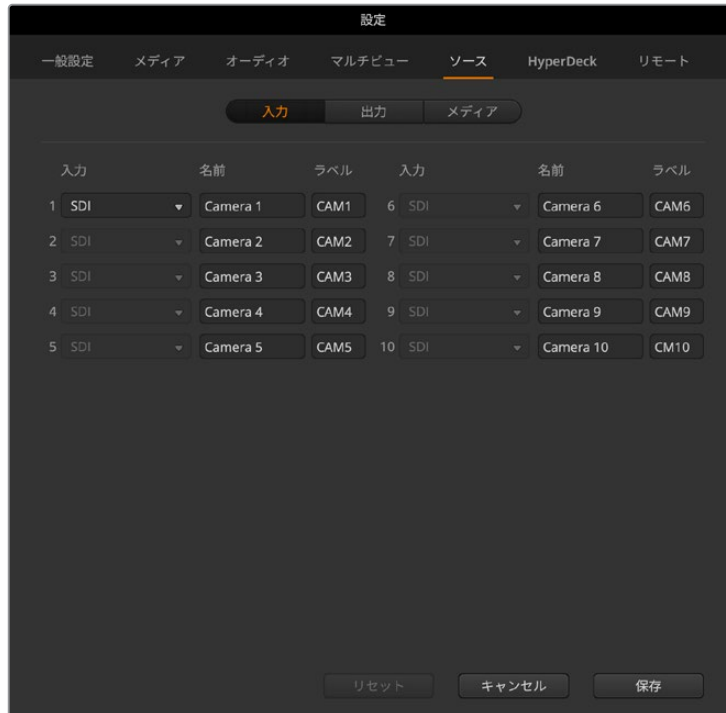 設定
一般設定 メディア オーディオ マルチビュー ソース HyperDeck リモート
入力 出力 メディア
入力 名前 ラベル 入力 名前 ラベル
1 SDI Camera 1 CAM1 6 SDI Camera 6 CAM6
2 SDI Camera 2 CAM2 7 SDI Camera 7 CAM7
3 SDI Camera 3 CAM3 8 SDI Camera 8 CAM8
4 SDI Camera 4 CAM4 9 SDI Camera 9 CAM9
5 SDI Camera 5 CAM5 10 SDI Camera 10 CM10
リセット キャンセル 保存